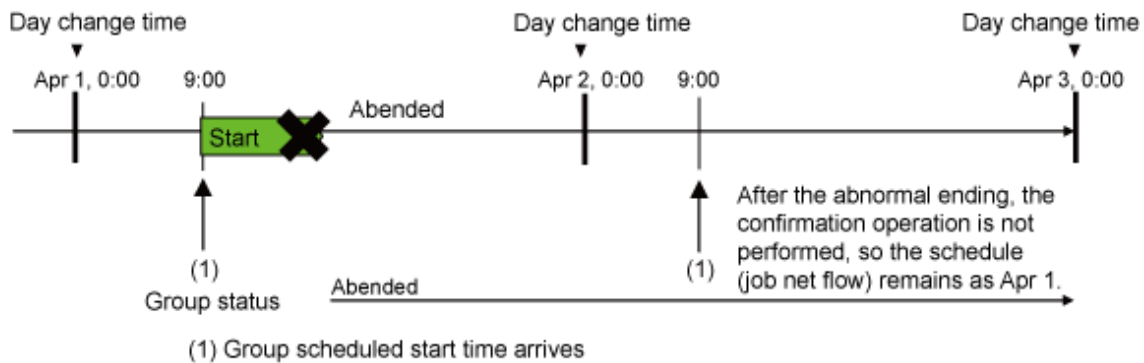 Day change time
Day change time
Day change time
Apr 1, 0:00
9:00
Apr 2, 0:00
9:00
Apr 3, 0:00
Abended
Start
After the abnormal ending, the
confirmation operation is not
performed, so the schedule
(job net flow) remains as Apr 1.
(1)
(1)
Group status
Abended
(1) Group scheduled start time arrives